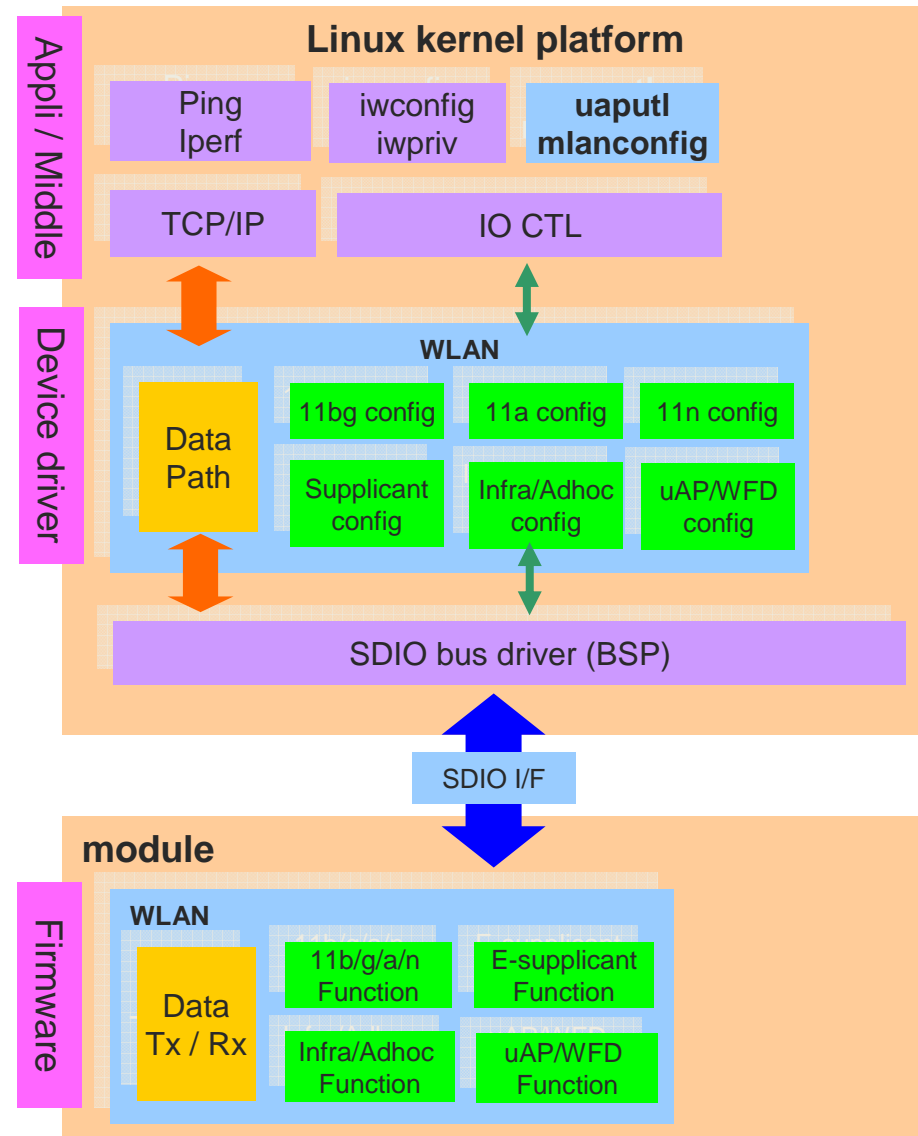 Linux kernel platform
Appli / Middle
Ping
Iperf
iwconfig
iwpriv
uaputl
mlanconfig
TCP/IP
IO CTL
Device driver
WLAN
Data
Path
11bg config
11a config
11n config
Supplicant
config
Infra/Adhoc
config
uAP/WFD
config
SDIO bus driver (BSP)
SDIO I/F
module
Firmware
WLAN
Data
Tx / Rx
11b/g/a/n
Function
E-supplicant
Function
Infra/Adhoc
Function
uAP/WFD
Function